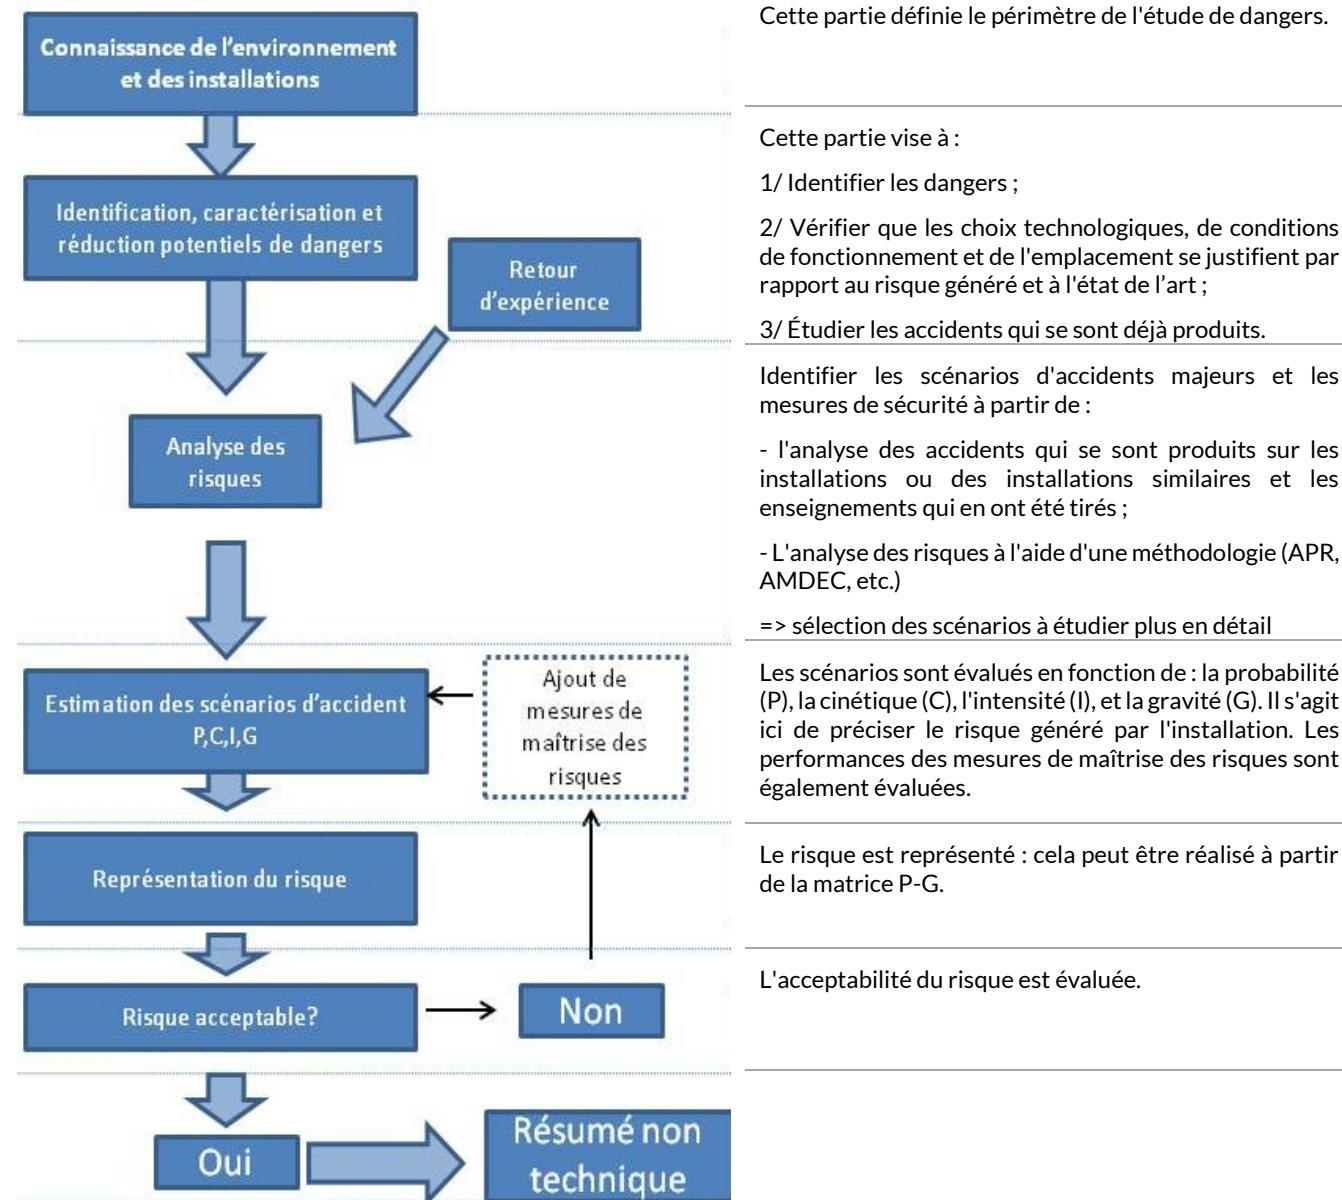 Connaissance de l'environnement
et des installations
Cette partie définie le périmètre de l'étude de dangers.
Identification, caractérisation et
réduction potentiels de dangers
Retour
d'expérience
Cette partie vise à :
1/ Identifier les dangers ;
2/ Vérifier que les choix technologiques, de conditions
de fonctionnement et de l'emplacement se justifient par
rapport au risque généré et à l'état de l’art ;
3/ Étudier les accidents qui se sont déjà produits.
Analyse des
risques
Identifier les scénarios d'accidents majeurs et les
mesures de sécurité à partir de :
- l'analyse des accidents qui se sont produits sur les
installations ou des installations similaires et les
enseignements qui en ont été tirés ;
- L'analyse des risques à l'aide d'une méthodologie (APR,
AMDEC, etc.)
=> sélection des scénarios à étudier plus en détail
Estimation des scénarios d’accident
P,C,I,G
Ajout de
mesures de
maîtrise des
risques
Les scénarios sont évalués en fonction de : la probabilité
(P), la cinétique (C), l'intensité (I), et la gravité (G). Il s'agit
ici de préciser le risque généré par l'installation. Les
performances des mesures de maîtrise des risques sont
également évaluées.
Représentation du risque
Le risque est représenté : cela peut être réalisé à partir
de la matrice P-G.
Risque acceptable?
Non
L'acceptabilité du risque est évaluée.
Oui
Résumé non
technique